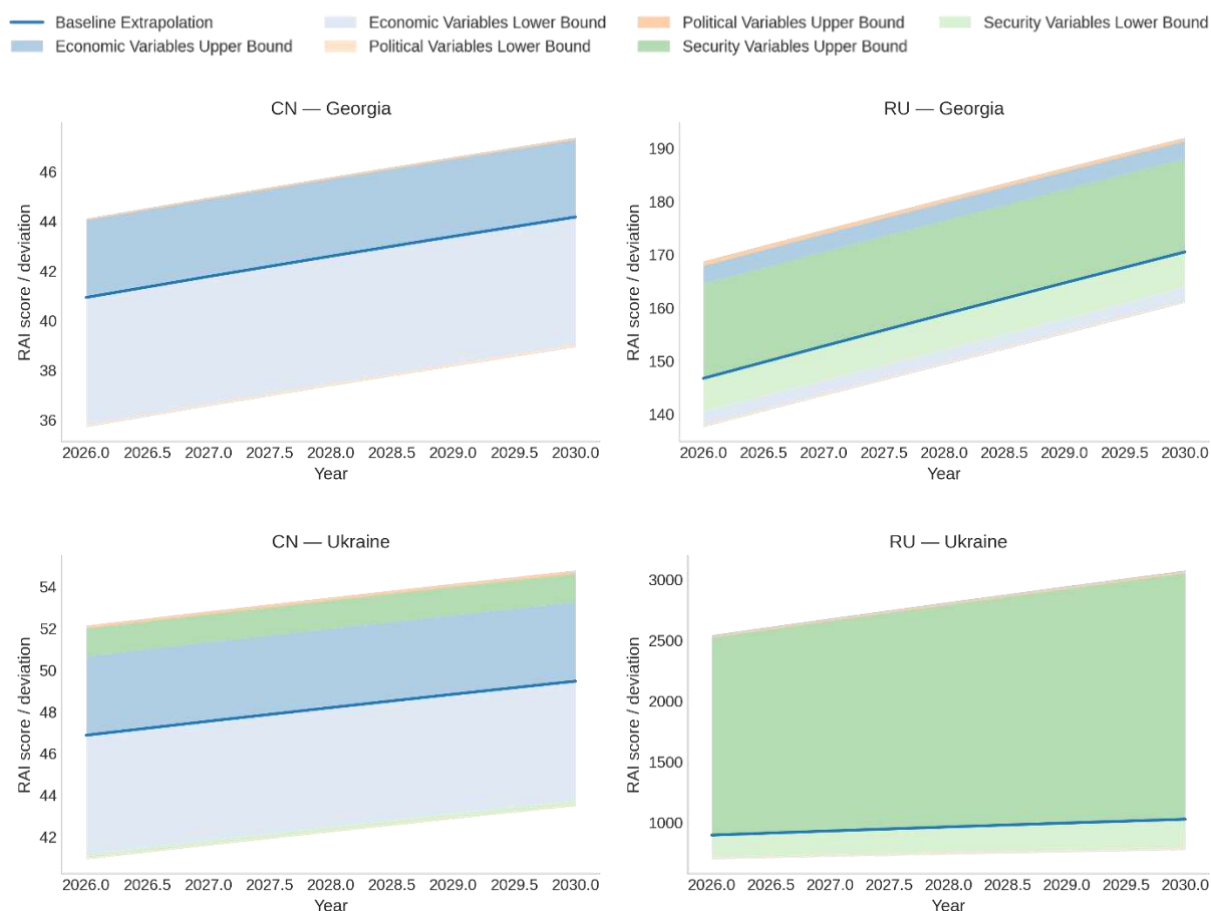 Baseline Extrapolation
Economic Variables Upper Bound
Economic Variables Lower Bound
Political Variables Lower Bound
Political Variables Upper Bound
Security Variables Upper Bound
Security Variables Lower Bound
CN — Georgia
RAI score / deviation
46
44
42
40
38
36
2026.0 2026.5 2027.0 2027.5 2028.0 2028.5 2029.0 2029.5 2030.0
Year
RU — Georgia
RAI score / deviation
190
180
170
160
150
140
2026.0 2026.5 2027.0 2027.5 2028.0 2028.5 2029.0 2029.5 2030.0
Year
CN — Ukraine
RAI score / deviation
54
52
50
48
46
44
42
2026.0 2026.5 2027.0 2027.5 2028.0 2028.5 2029.0 2029.5 2030.0
Year
RU — Ukraine
RAI score / deviation
3000
2500
2000
1500
1000
2026.0 2026.5 2027.0 2027.5 2028.0 2028.5 2029.0 2029.5 2030.0
Year